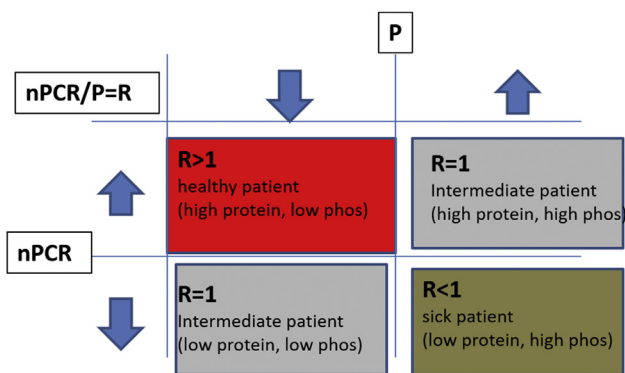 P
nPCR/P=R
R>1
healthy patient
(high protein, low phos)
R=1
Intermediate patient
(high protein, high phos)
nPCR
R=1
Intermediate patient
(low protein, low phos)
R<1
sick patient
(low protein, high phos)